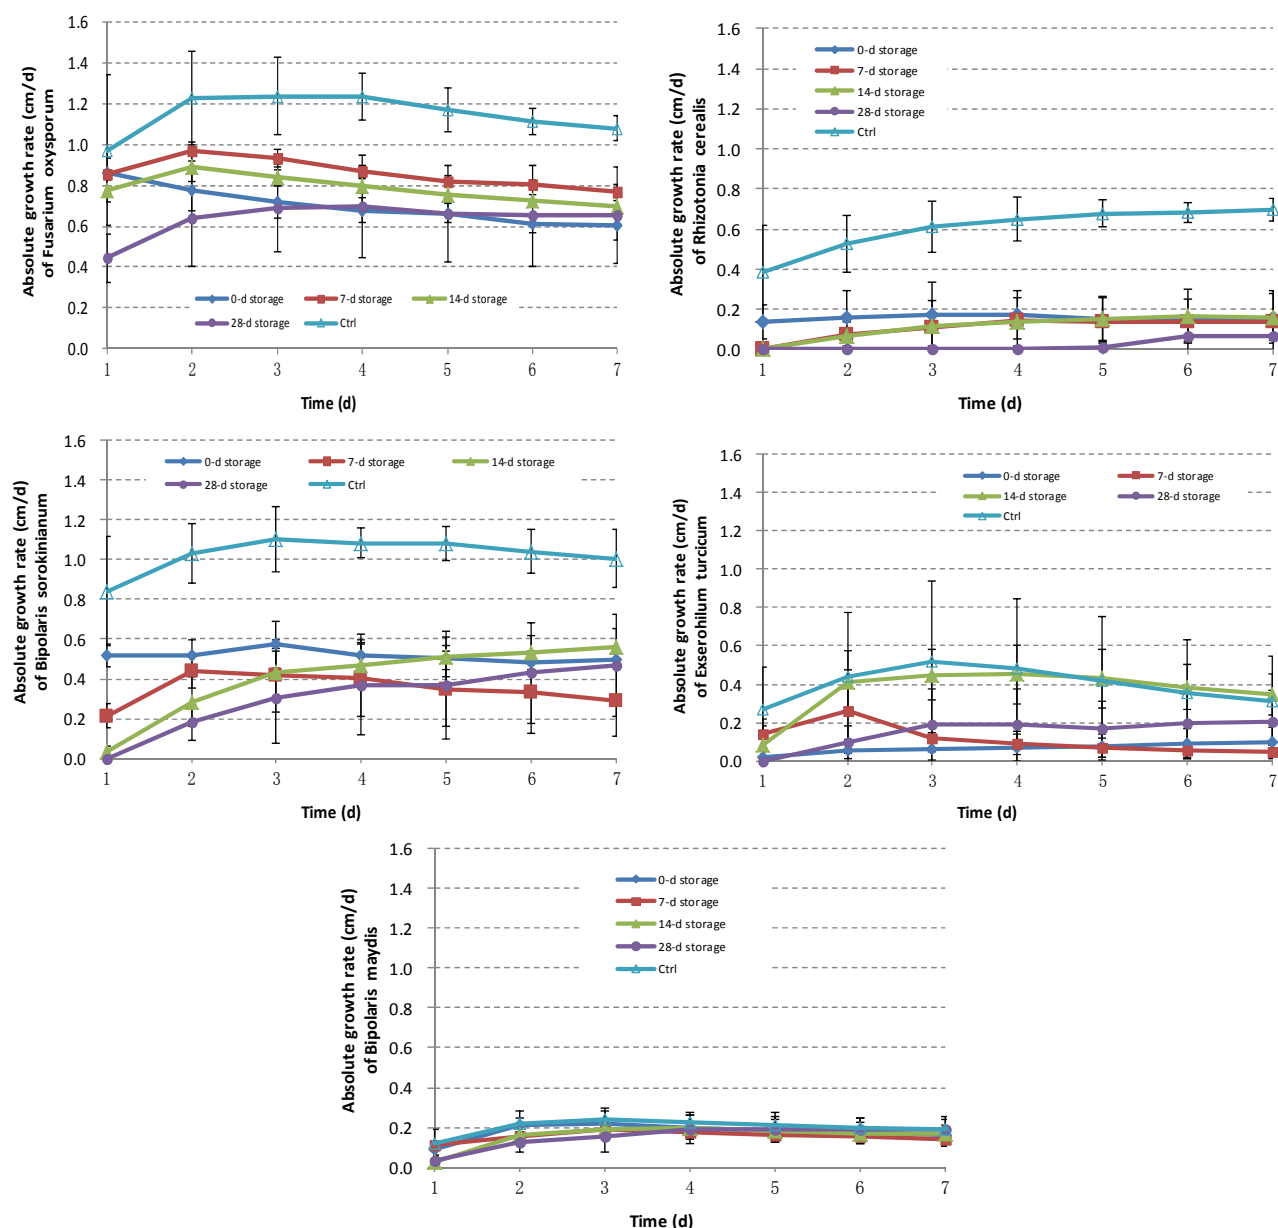 Absolute growth rate (cm/d)
of Fusarium oxysporum
1.6
1.4
1.2
1.0
0.8
0.6
0.4
0.2
0.0
0-d storage 7-d storage 14-d storage
28-d storage Ctrl
1 2 3 4 5 6 7
Time (d)
Absolute growth rate (cm/d)
of Rhizotonia cerealis
1.6
1.4
1.2
1.0
0.8
0.6
0.4
0.2
0.0
0-d storage
7-d storage
14-d storage
28-d storage
Ctrl
1 2 3 4 5 6 7
Time (d)
Absolute growth rate (cm/d)
of Bipolaris sorokinianum
1.6
1.4
1.2
1.0
0.8
0.6
0.4
0.2
0.0
0-d storage 7-d storage 14-d storage
28-d storage Ctrl
1 2 3 4 5 6 7
Time (d)
Absolute growth rate (cm/d)
of Exserohilum turcicum
1.6
1.4
1.2
1.0
0.8
0.6
0.4
0.2
0.0
0-d storage 7-d storage
14-d storage 28-d storage
Ctrl
1 2 3 4 5 6 7
Time (d)
Absolute growth rate (cm/d)
of Bipolaris maydis
1.6
1.4
1.2
1.0
0.8
0.6
0.4
0.2
0.0
0-d storage
7-d storage
14-d storage
28-d storage
Ctrl
1 2 3 4 5 6 7
Time (d)